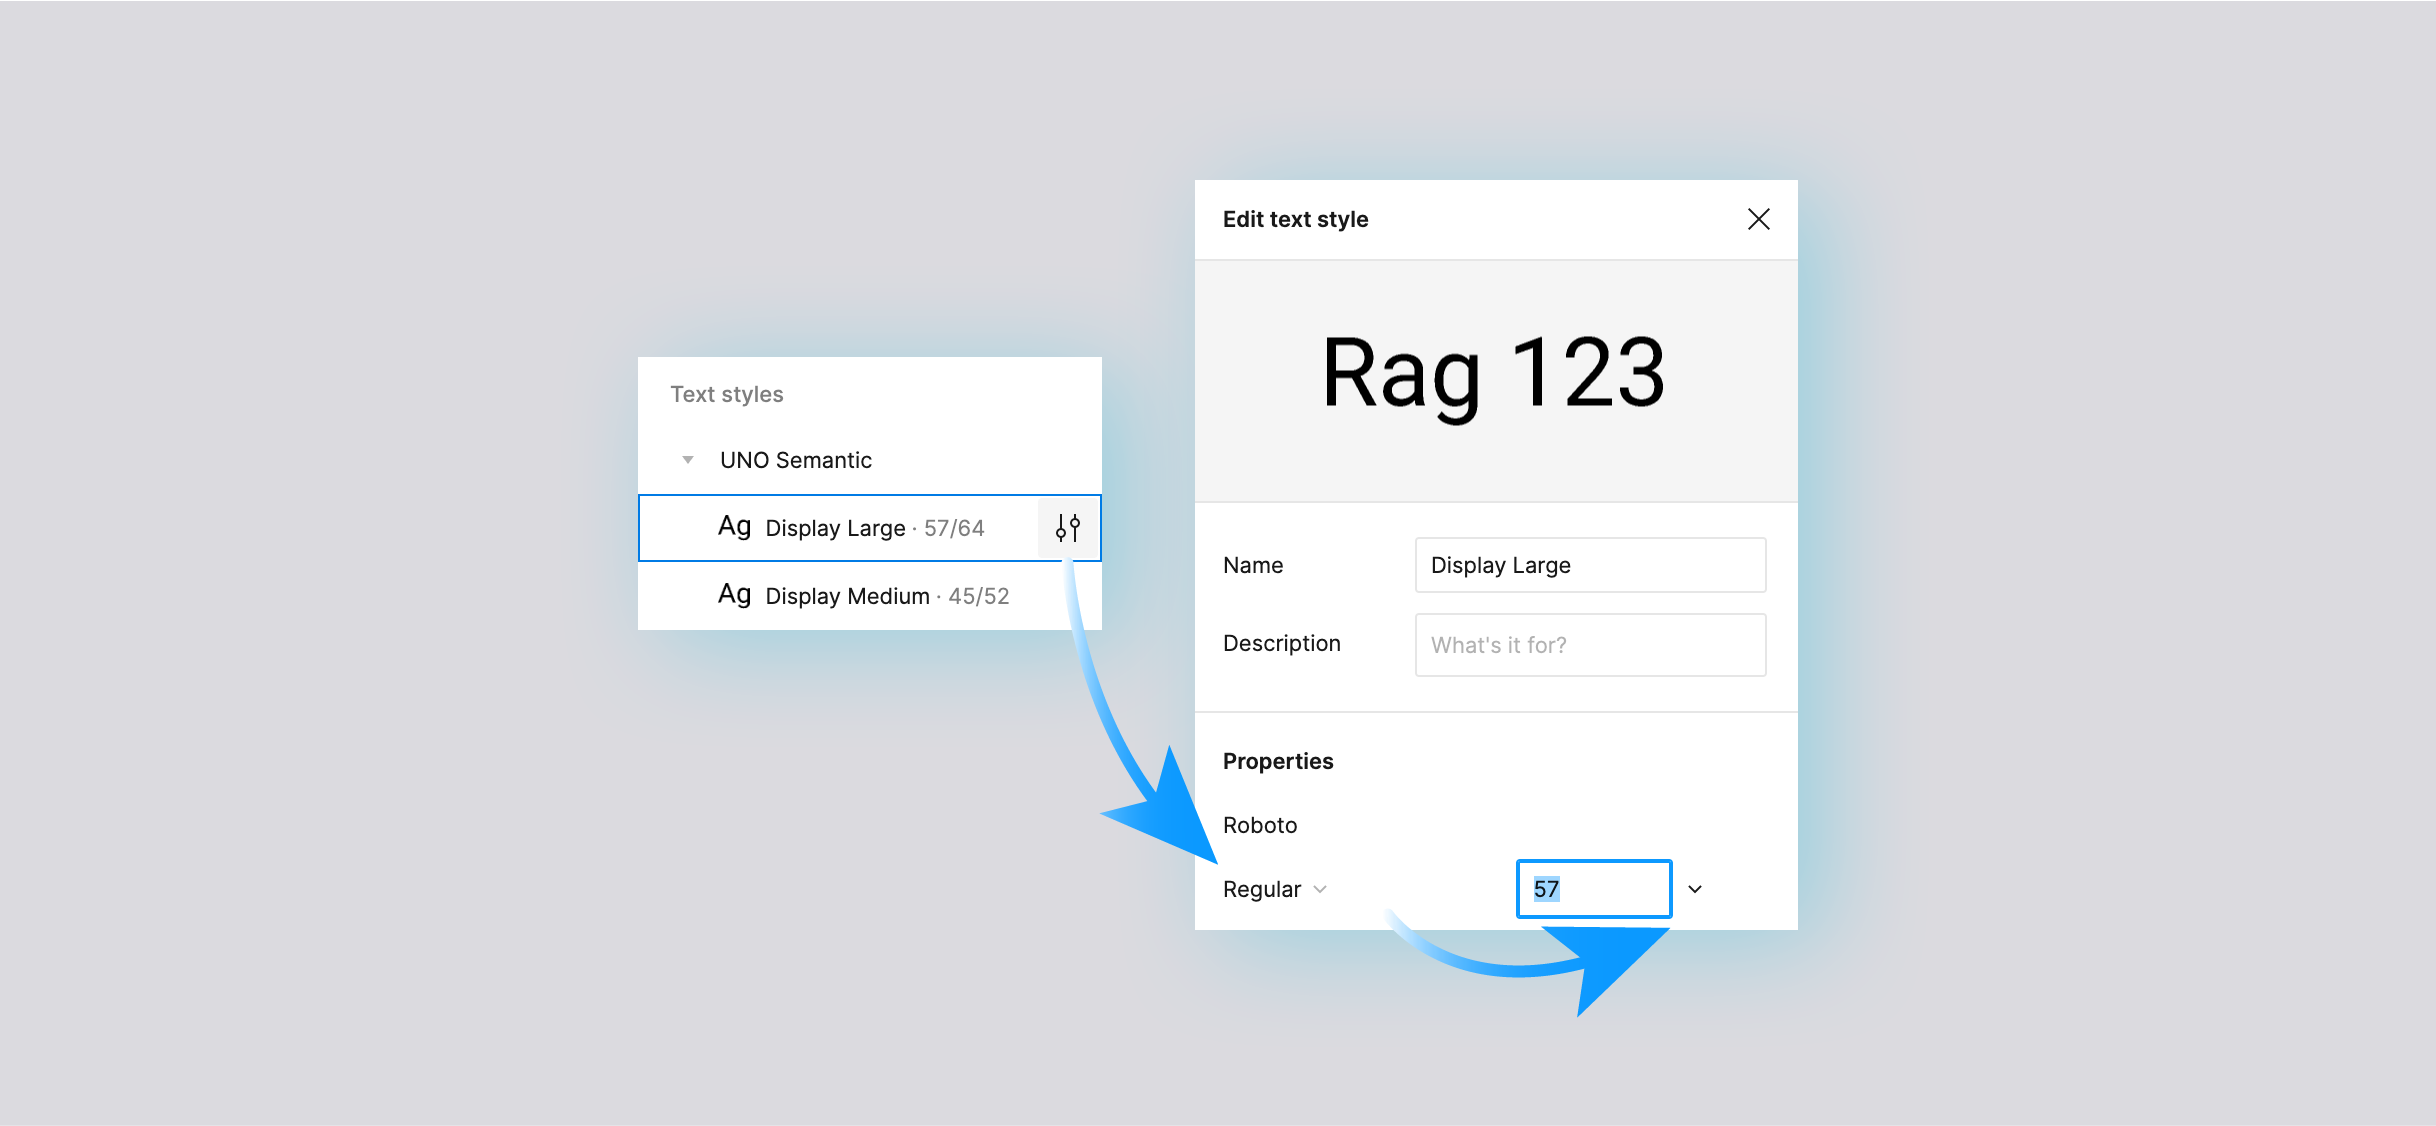 Text styles
UNO Semantic
Ag Display Large · 57/64
Ag Display Medium · 45/52
Edit text style
Rag 123
Name Display Large
Description What's it for?
Properties
Roboto
Regular 57